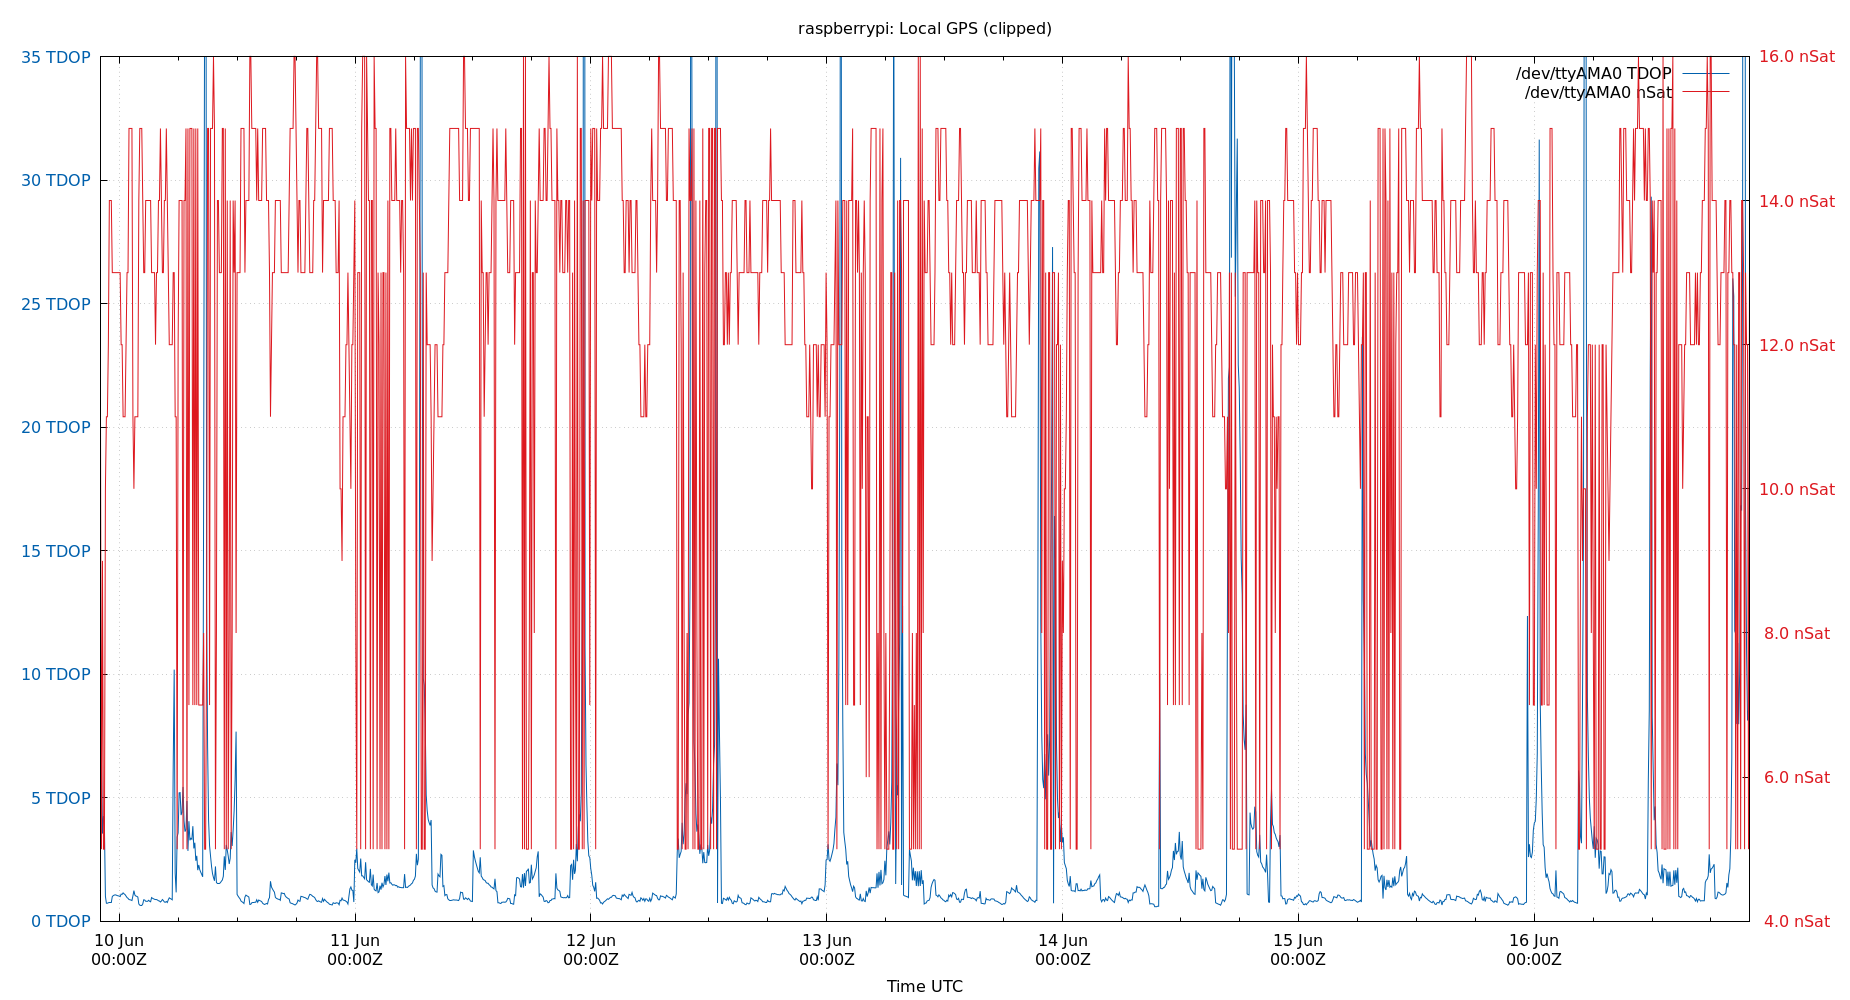 raspberrypi: Local GPS (clipped)
35 TDOP
30 TDOP
25 TDOP
20 TDOP
15 TDOP
10 TDOP
5 TDOP
0 TDOP
16.0 nSat
14.0 nSat
12.0 nSat
10.0 nSat
8.0 nSat
6.0 nSat
4.0 nSat
/dev/ttyAMA0 TDOP
/dev/ttyAMA0 nSat
10 Jun 11 Jun 12 Jun 13 Jun 14 Jun 15 Jun 16 Jun
00:00Z 00:00Z 00:00Z 00:00Z 00:00Z 00:00Z 00:00Z
Time UTC